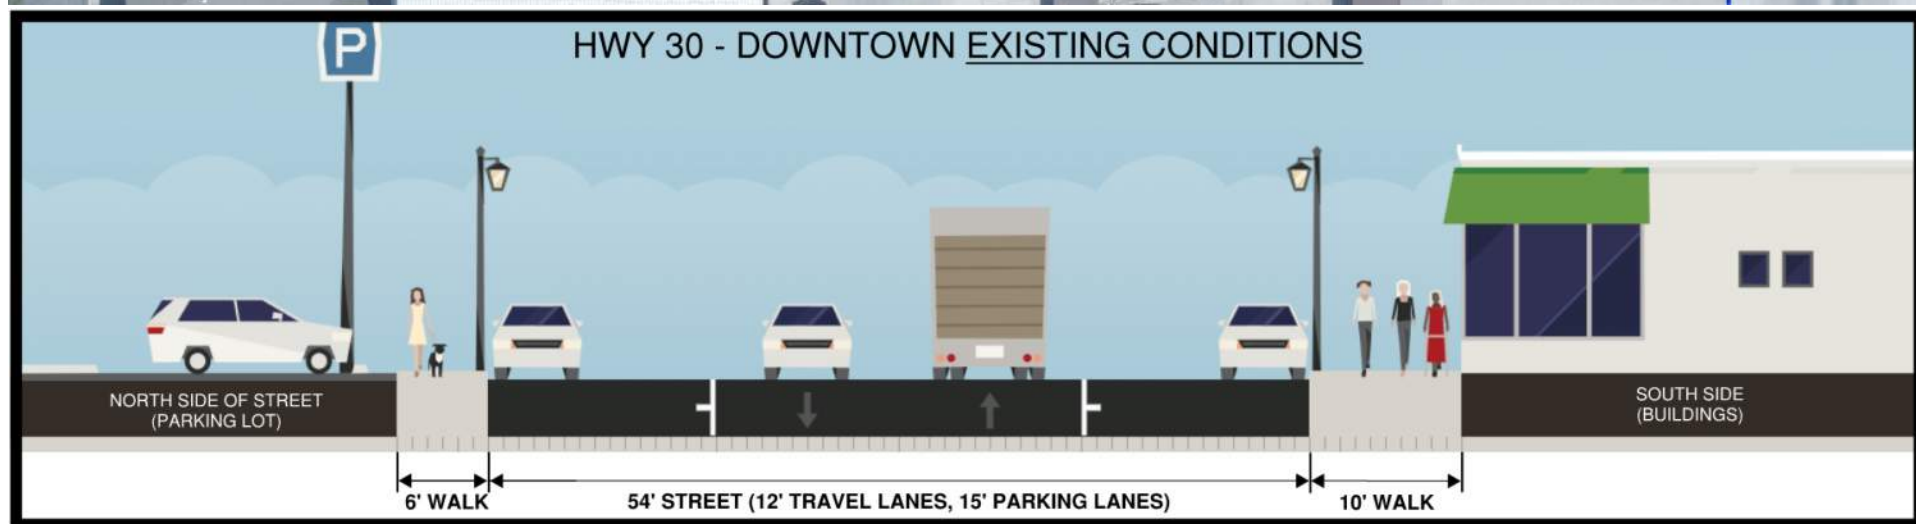 P
HWY 30 - DOWNTOWN EXISTING CONDITIONS
NORTH SIDE OF STREET
(PARKING LOT)
SOUTH SIDE
(BUILDINGS)
6' WALK
54' STREET (12' TRAVEL LANES, 15' PARKING LANES)
10' WALK